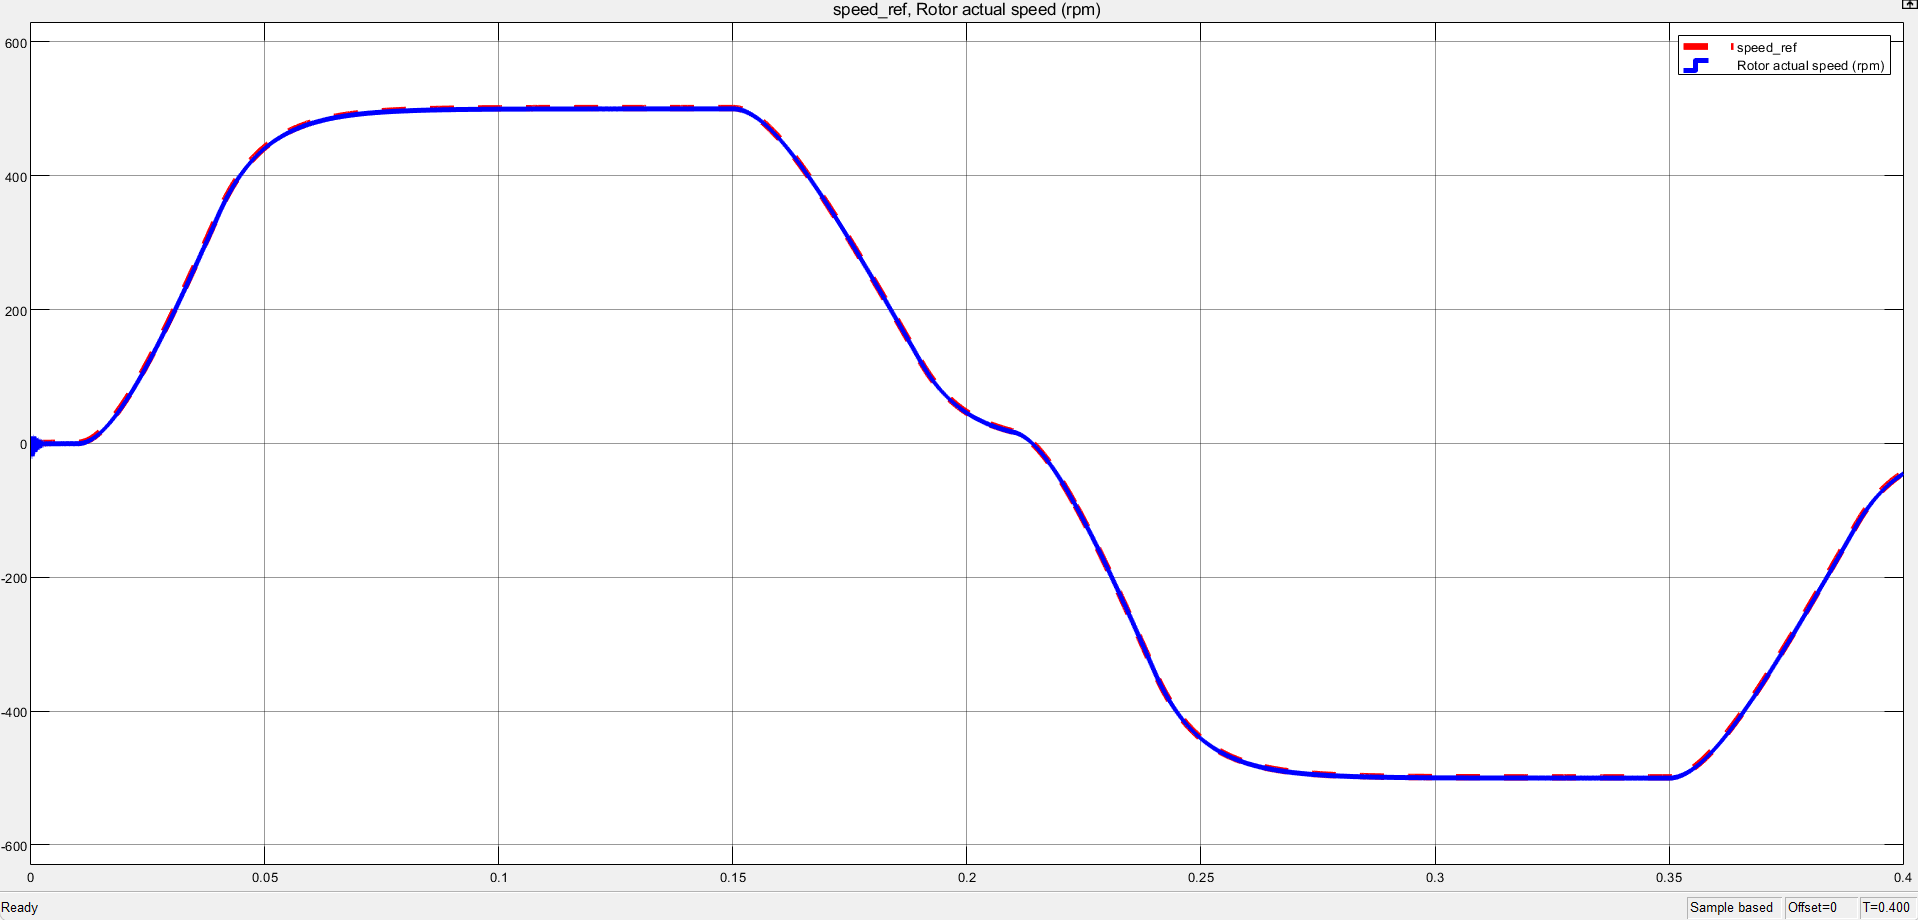 speed_ref, Rotor actual speed (rpm)
speed_ref
Rotor actual speed (rpm)
600
400
200
0
-200
-400
-600
0 0.05 0.1 0.15 0.2 0.25 0.3 0.35 0.4
Ready Sample based Offset=0 T=0.400